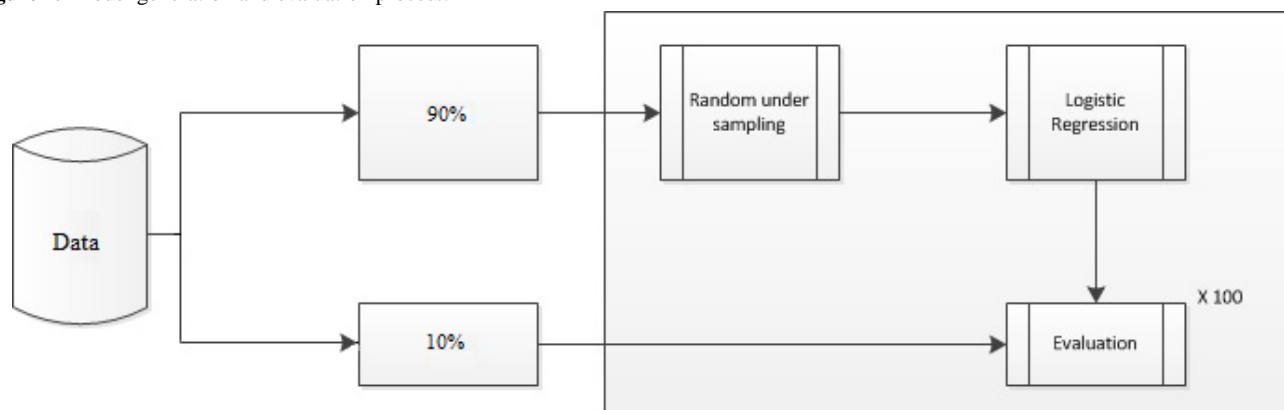 90%
Random under
sampling
Logistic
Regression
Data
10%
X 100
Evaluation